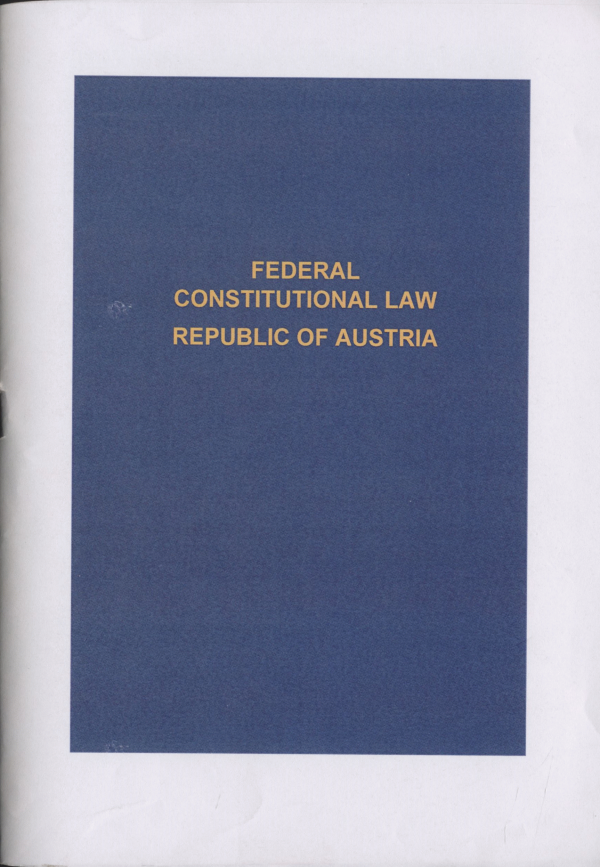 FEDERAL
CONSTITUTIONAL LAW
REPUBLIC OF AUSTRIA